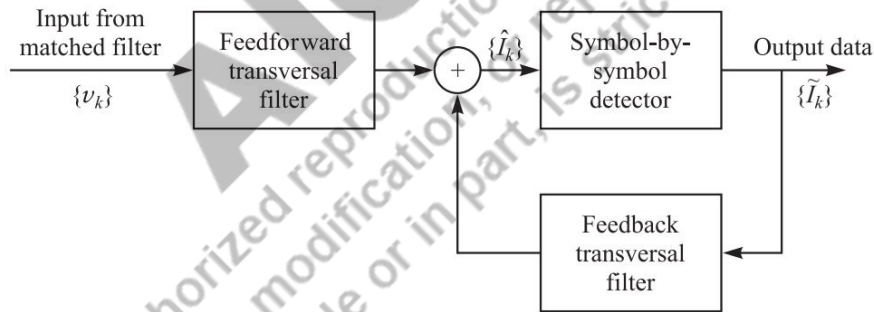 Input from
matched filter
{v_k}
Feedforward
transversal
filter
+
{Î_k}
Symbol-by-
symbol
detector
Output data
{Ĩ_k}
Feedback
transversal
filter